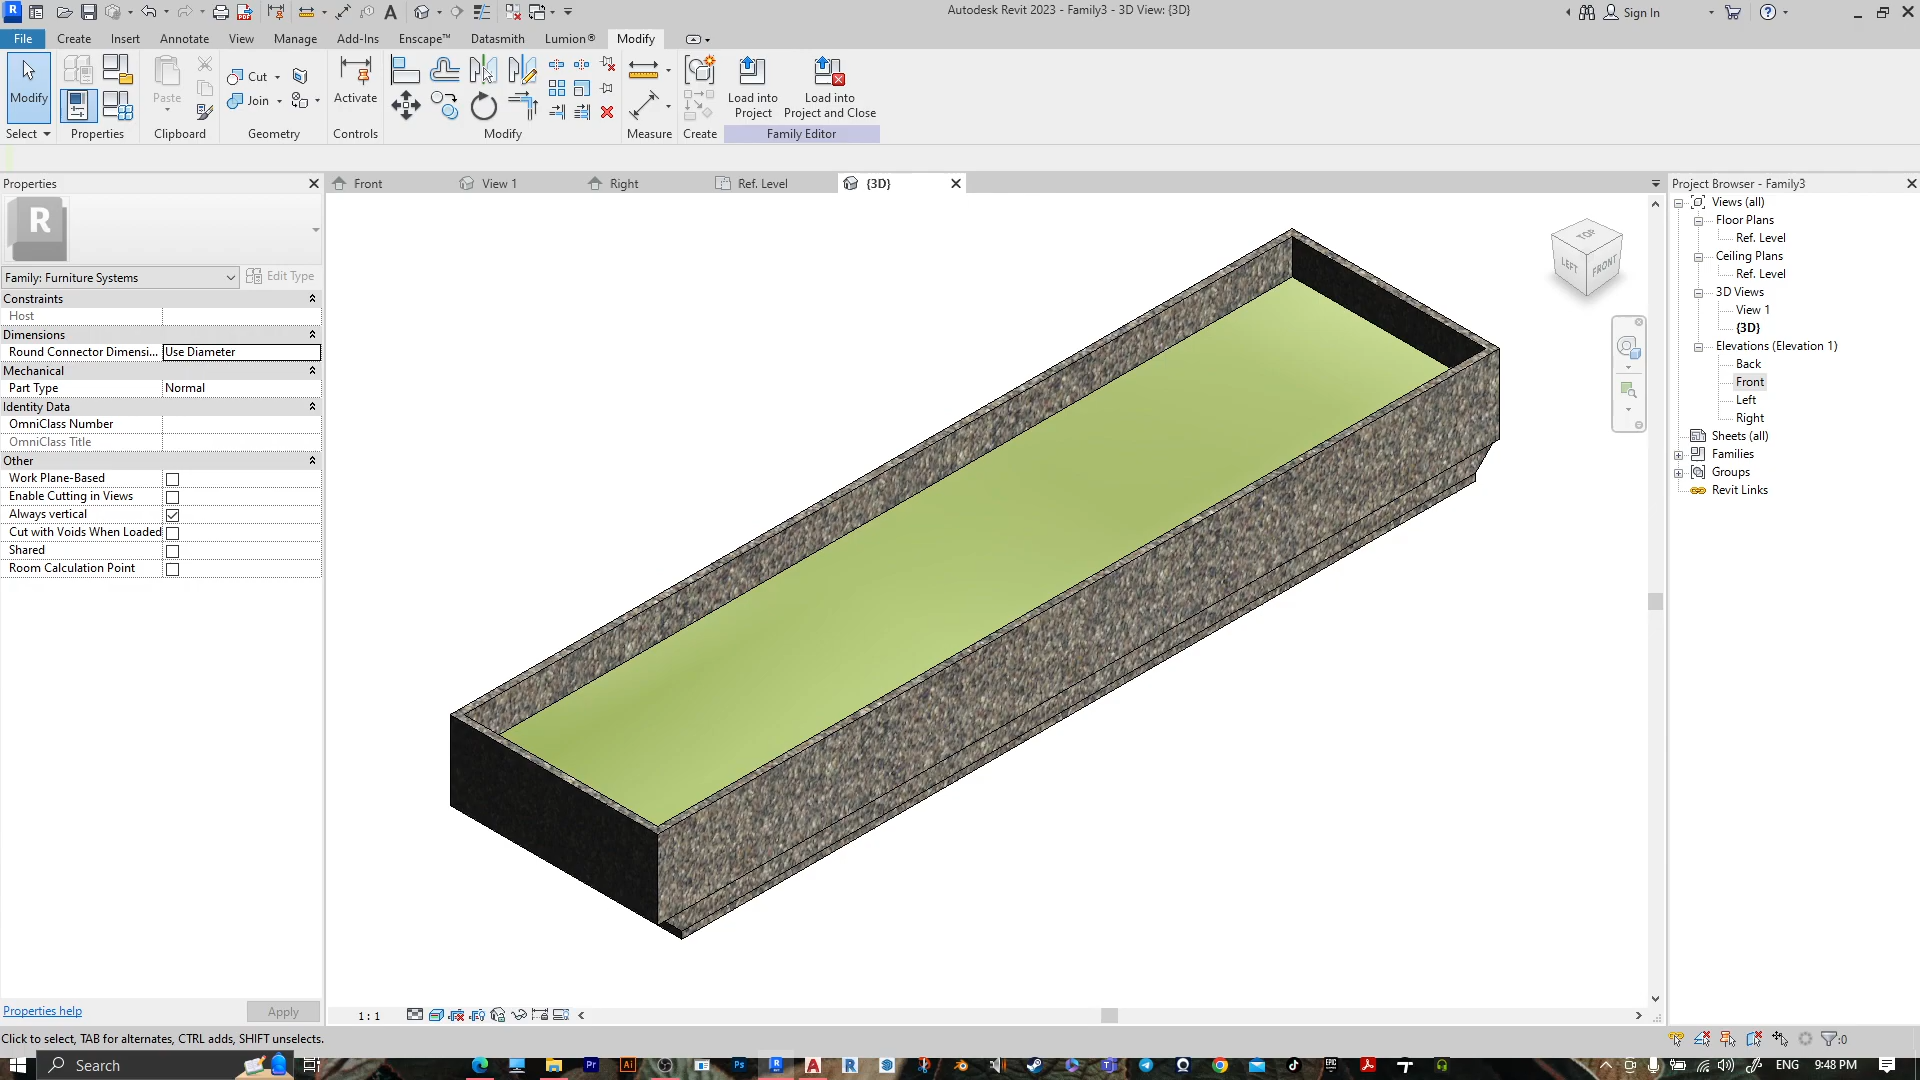 Autodesk Revit 2023 - Family3 - 3D View: {3D}
Sign In
File Create Insert Annotate View Manage Add-Ins Enscape™ Datasmith Lumion® Modify
Modify
Select
Properties
Paste
Clipboard
Cut
Join
Geometry
Activate
Controls
Modify
Measure
Create
Load into
Project
Load into
Project and Close
Family Editor
Properties
Front
View 1
Right
Ref. Level
{3D}
Project Browser - Family3
R
Family: Furniture Systems
Edit Type
Constraints
Host
Dimensions
Round Connector Dimensi... Use Diameter
Mechanical
Part Type Normal
Identity Data
OmniClass Number
OmniClass Title
Other
Work Plane-Based
Enable Cutting in Views
Always vertical
Cut with Voids When Loaded
Shared
Room Calculation Point
Properties help
Apply
TOP
LEFT
FRONT
Views (all)
Floor Plans
Ref. Level
Ceiling Plans
Ref. Level
3D Views
View 1
{3D}
Elevations (Elevation 1)
Back
Front
Left
Right
Sheets (all)
Families
Groups
Revit Links
1 : 1
Click to select, TAB for alternates, CTRL adds, SHIFT unselects.
:0
Search
Pr
Ai
Ps
ENG
9:48 PM